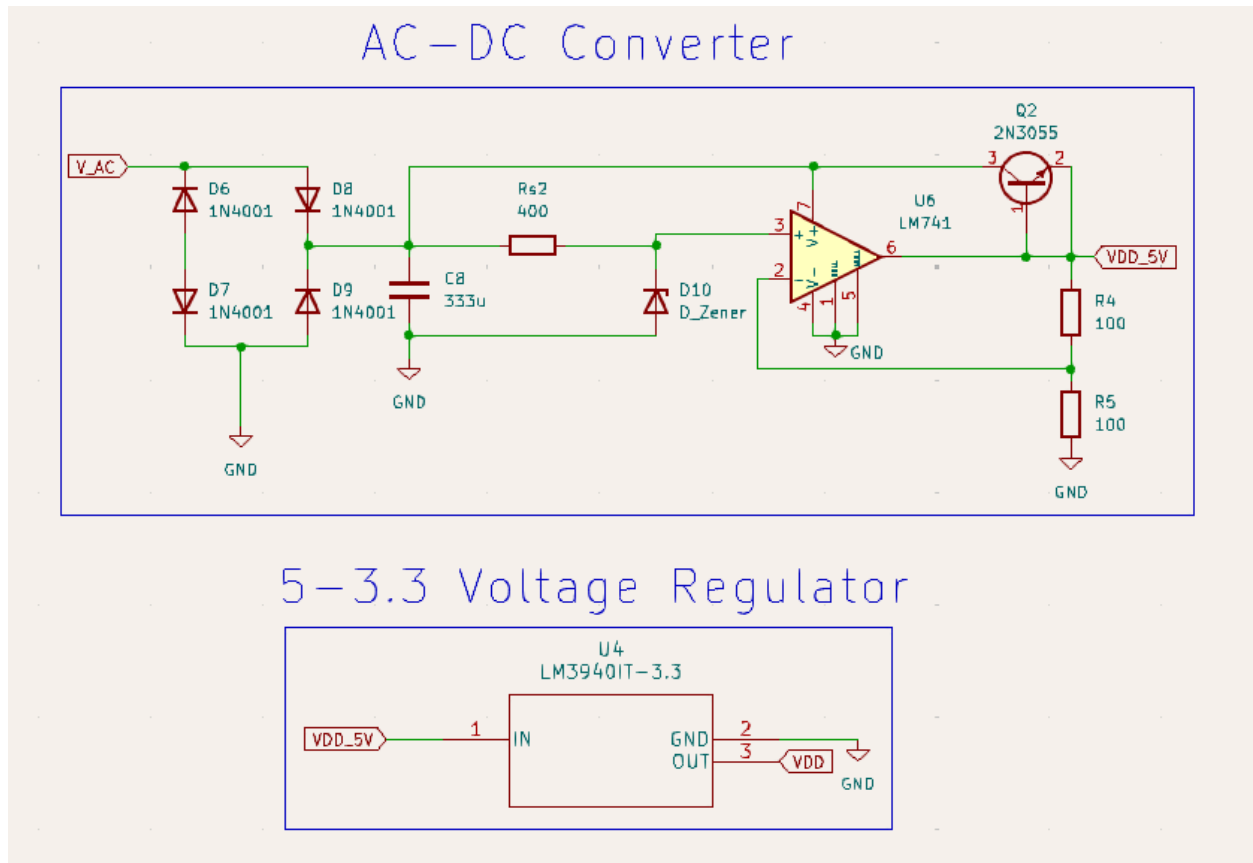 AC-DC Converter
Q2
2N3055
V_AC
3
2
1
D6
1N4001
D8
1N4001
Rs2
400
U6
LM741
7
V+
3
+
6
VDD_5V
2
-
V-
4
1
5
GND
D7
1N4001
D9
1N4001
C8
333u
D10
D_Zener
R4
100
R5
100
GND
GND
GND
5-3.3 Voltage Regulator
U4
LM3940IT-3.3
VDD_5V
1
IN
GND
2
OUT
3
VDD
GND